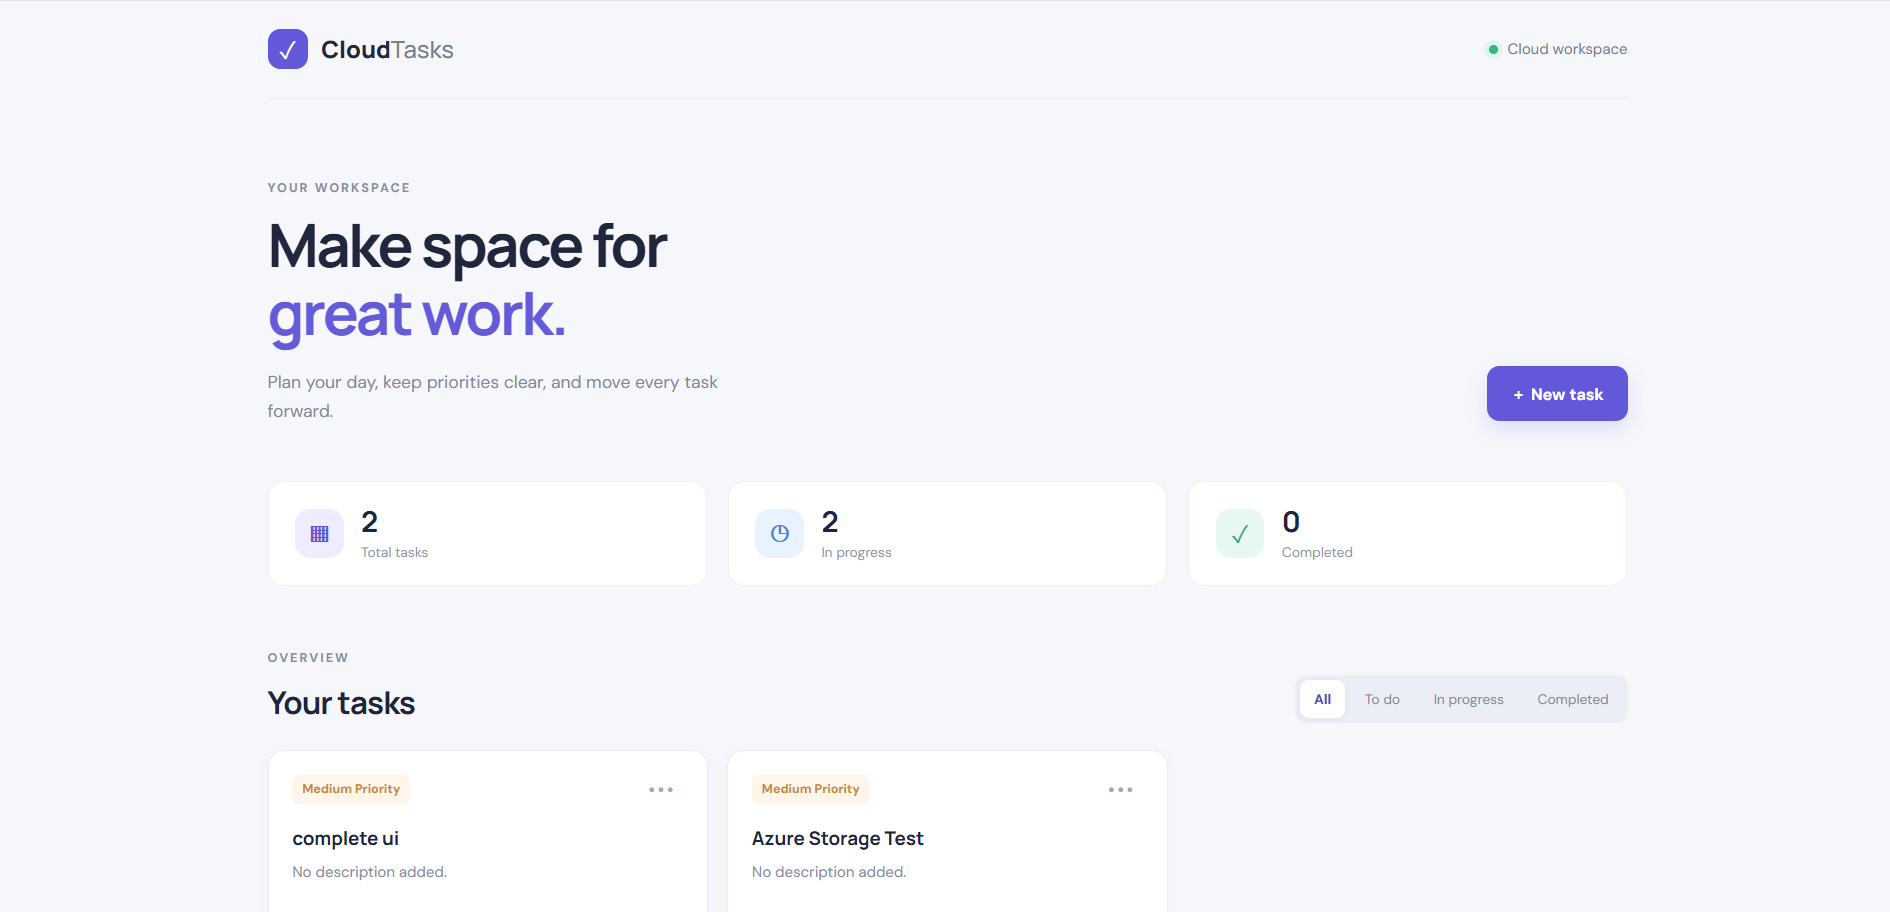 CloudTasks
Cloud workspace
YOUR WORKSPACE
Make space for
great work.
Plan your day, keep priorities clear, and move every task
forward.
+ New task
2
Total tasks
2
In progress
0
Completed
OVERVIEW
Your tasks
All
To do
In progress
Completed
Medium Priority
complete ui
No description added.
Medium Priority
Azure Storage Test
No description added.